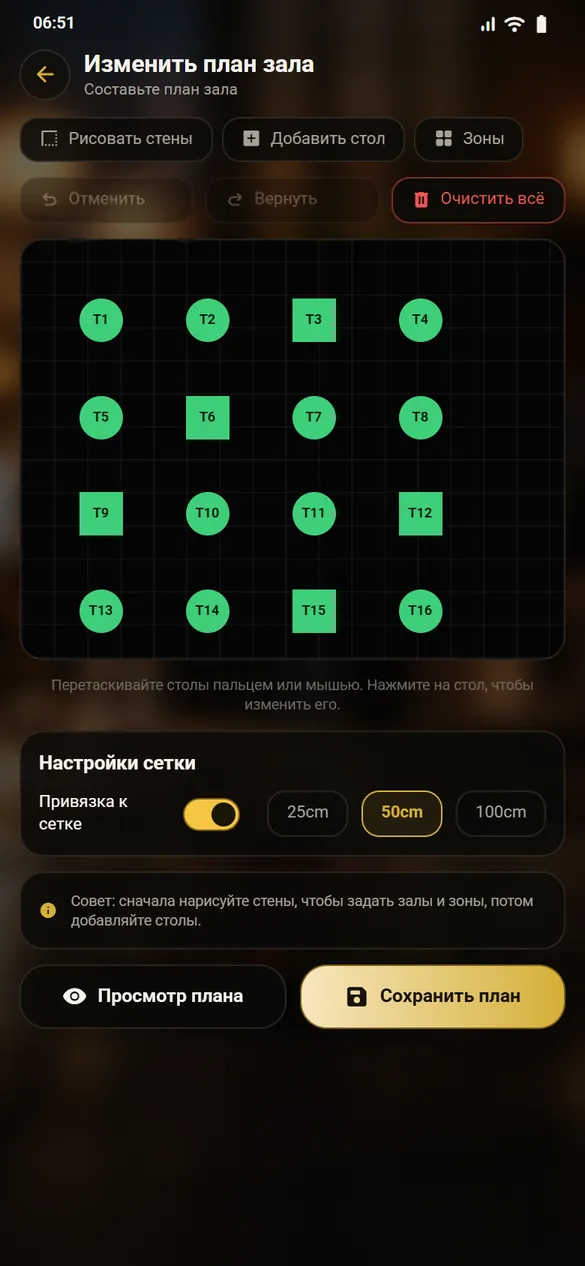 06:51
Изменить план зала
Составьте план зала
Рисовать стены
Добавить стол
Зоны
Отменить
Вернуть
Очистить всё
T1
T2
T3
T4
T5
T6
T7
T8
T9
T10
T11
T12
T13
T14
T15
T16
Перетаскивайте столы пальцем или мышью. Нажмите на стол, чтобы
изменить его.
Настройки сетки
Привязка к
сетке
25cm
50cm
100cm
Совет: сначала нарисуйте стены, чтобы задать залы и зоны, потом
добавляйте столы.
Просмотр плана
Сохранить план